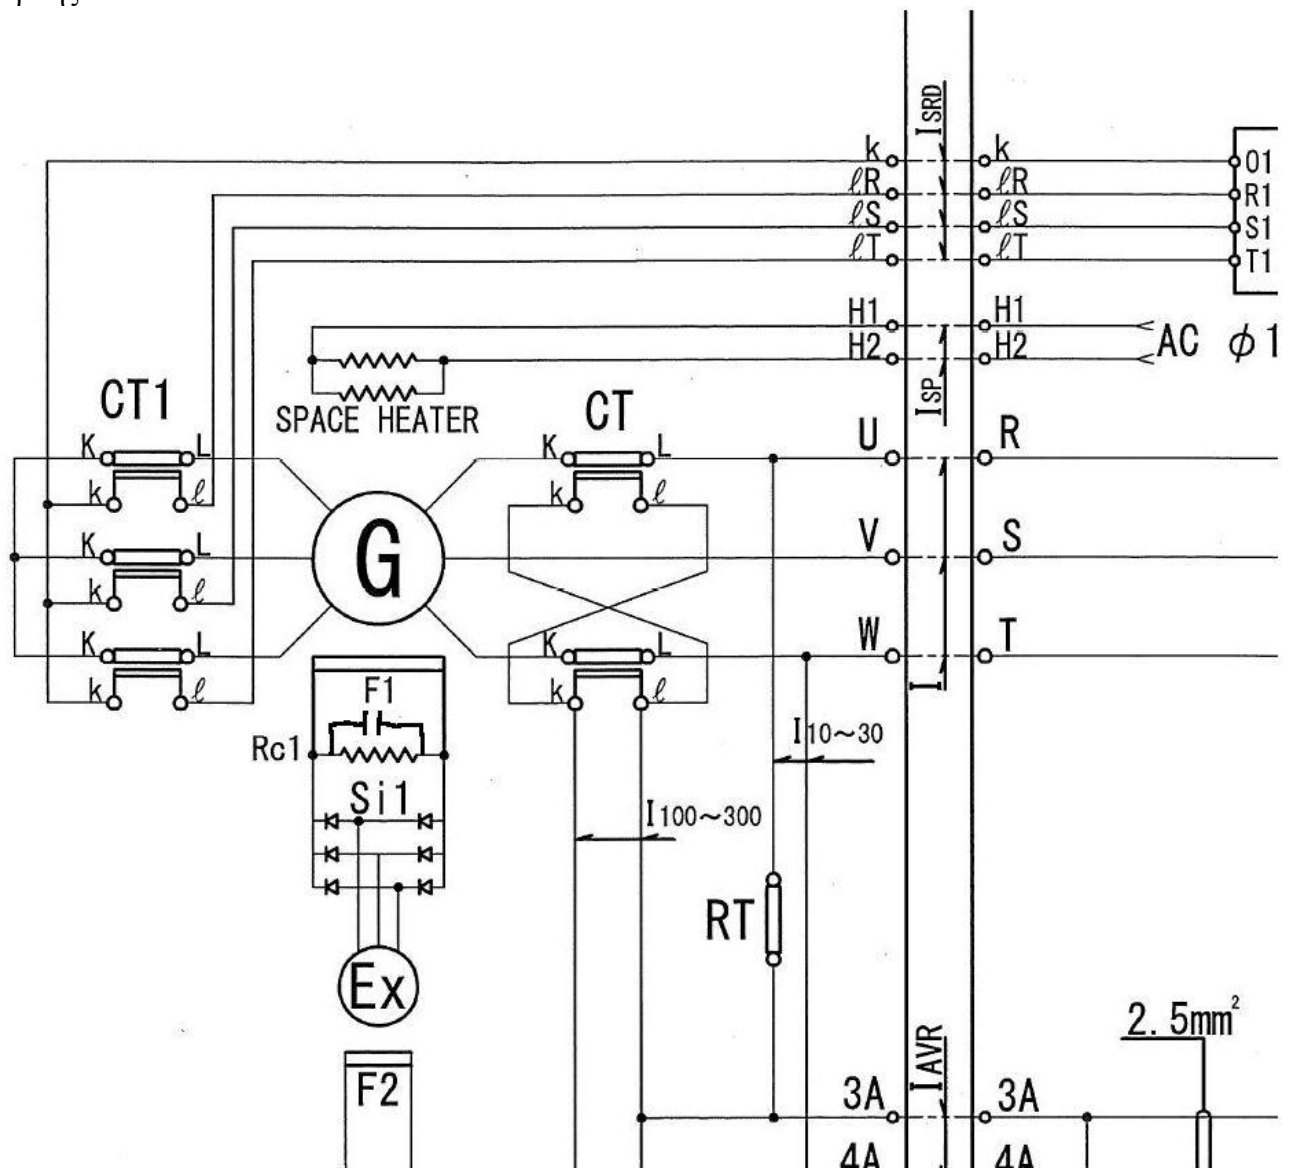 ISRD
k k O1
ℓR ℓR R1
ℓS ℓS S1
ℓT ℓT T1
H1 H1
H2 H2 AC φ1
ISP
CT1 SPACE HEATER CT
K L K L U R
k ℓ k ℓ
K L G V S
k ℓ
K L K L W T
k ℓ k ℓ I
F1
Rc1 I10~30
Si1 I100~300
RT
Ex
2.5mm²
IAVR
F2 3A 3A
4A 4A